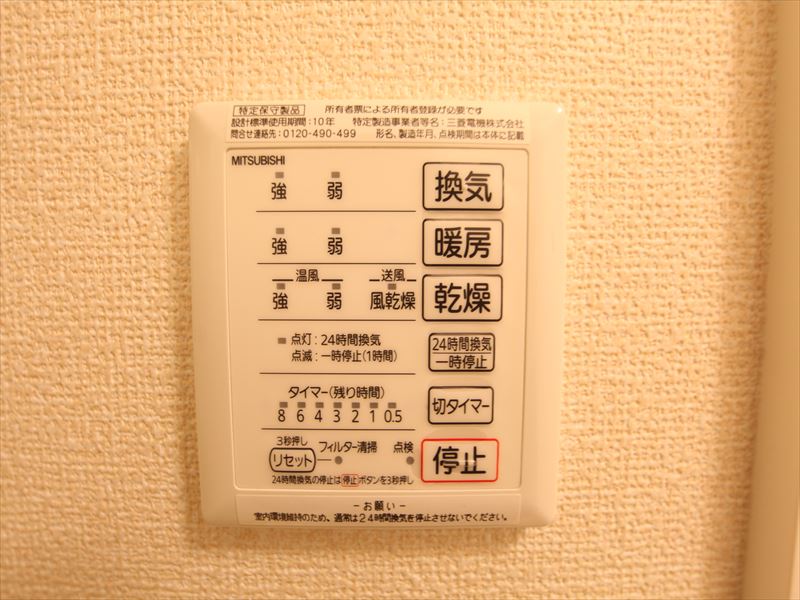 特定保守製品 所有者票による所有者登録が必要です
設計標準使用期間:10年 特定製造事業者等名:三菱電機株式会社
問合せ連絡先:0120-490-499 形名、製造年月、点検期間は本体に記載
MITSUBISHI
強 弱 換気
強 弱 暖房
温風 送風
強 弱 風乾燥 乾燥
点灯:24時間換気
点滅:一時停止(1時間)
24時間換気
一時停止
タイマー(残り時間)
8 6 4 3 2 1 0.5
切タイマー
3秒押し
リセット フィルター清掃 点検
停止
24時間換気の停止は停止ボタンを3秒押し
-お願い-
室内環境維持のため、通常は24時間換気を停止させないでください。